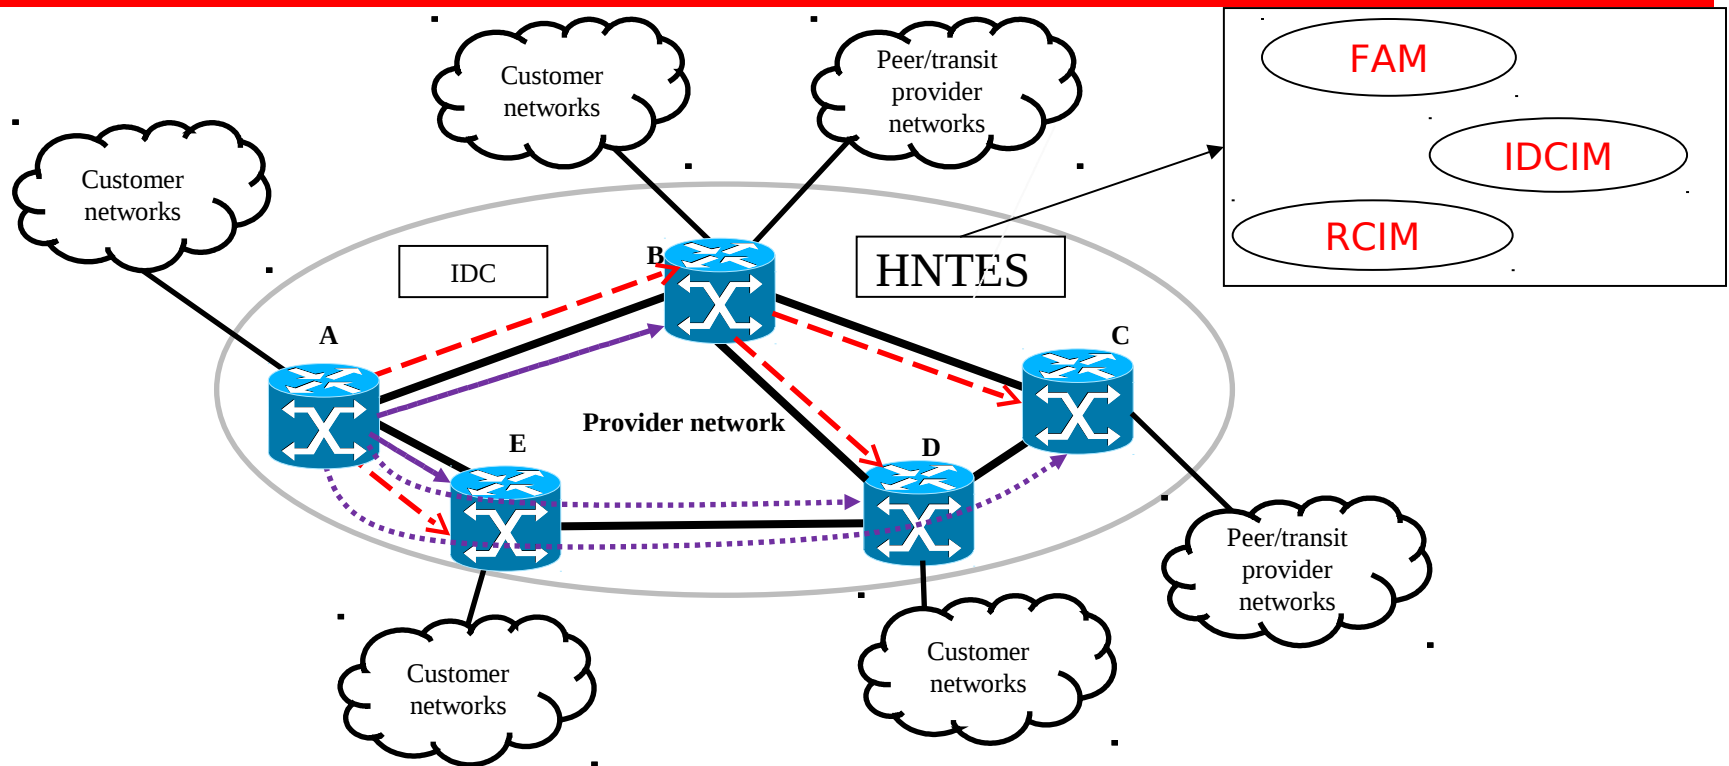 Customer
networks
Peer/transit
provider
networks
FAM
IDCIM
RCIM
Customer
networks
IDC
B
HNTES
A
C
Provider network
E
D
Peer/transit
provider
networks
Customer
networks
Customer
networks